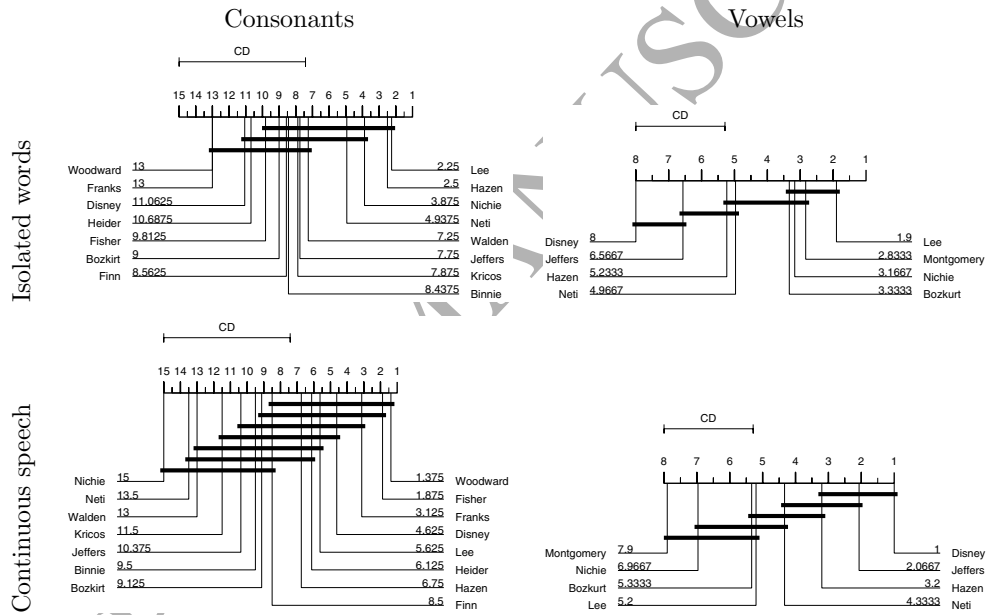 Consonants
Vowels
Isolated words
CD
15 14 13 12 11 10 9 8 7 6 5 4 3 2 1
Woodward 13
Franks 13
Disney 11.0625
Heider 10.6875
Fisher 9.8125
Bozkirt 9
Finn 8.5625
2.25 Lee
2.5 Hazen
3.875 Nichie
4.9375 Neti
7.25 Walden
7.75 Jeffers
7.875 Kricos
8.4375 Binnie
CD
8 7 6 5 4 3 2 1
Disney 8
Jeffers 6.5667
Hazen 5.2333
Neti 4.9667
1.9 Lee
2.8333 Montgomery
3.1667 Nichie
3.3333 Bozkurt
Continuous speech
CD
15 14 13 12 11 10 9 8 7 6 5 4 3 2 1
Nichie 15
Neti 13.5
Walden 13
Kricos 11.5
Jeffers 10.375
Binnie 9.5
Bozkirt 9.125
1.375 Woodward
1.875 Fisher
3.125 Franks
4.625 Disney
5.625 Lee
6.125 Heider
6.75 Hazen
8.5 Finn
CD
8 7 6 5 4 3 2 1
Montgomery 7.9
Nichie 6.9667
Bozkurt 5.3333
Lee 5.2
1 Disney
2.0667 Jeffers
3.2 Hazen
4.3333 Neti